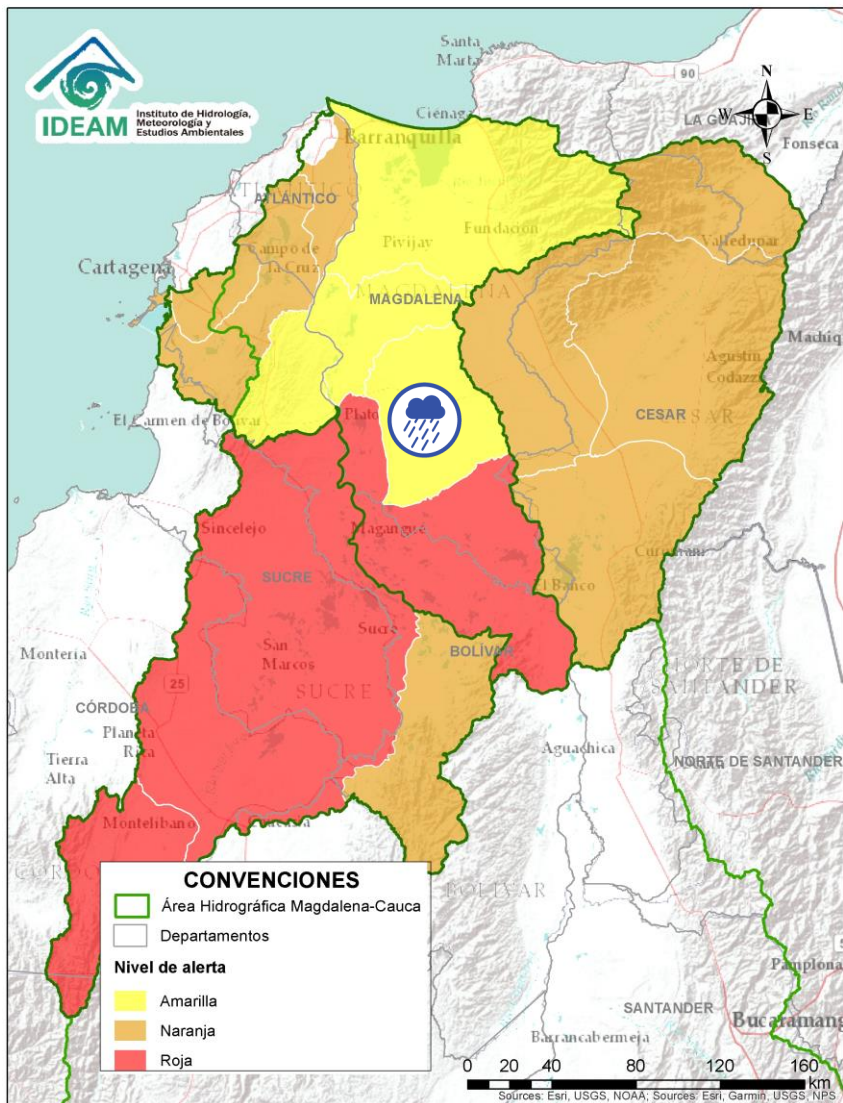 Santa
Marta
90
N
W
E
S
LA GUAJI
Fonseca
IDEAM
Instituto de Hidrología,
Meteorología y
Estudios Ambientales
Ciénaga
Barranquilla
ATLÁNTICO
Campo de
la Cruz
Pivijay
Fundación
Valledupar
Cartagena
MAGDALENA
MAGDALENA
Machiq
Agustín
Codazzi
El Carmen de Bolívar
Plato
CESAR
Sincelejo
Magangué
SUCRE
El Banco
Sucre
San
Marcos
BOLÍVAR
Montería
SUCRE
NORTE DE
SANTANDER
25
CÓRDOBA
Planeta
Rica
Tierra
Alta
Aguachica
NORTE DE SANTANDER
Montelíbano
BOLÍVAR
CONVENCIONES
Área Hidrográfica Magdalena-Cauca
Departamentos
Nivel de alerta
Amarilla
Naranja
Roja
Pamplona
SANTANDER
Bucaramang
Barrancabermeja
0 20 40 80 120 160
km
Sources: Esri, USGS, NOAA; Sources: Esri, Garmin, USGS, NPS